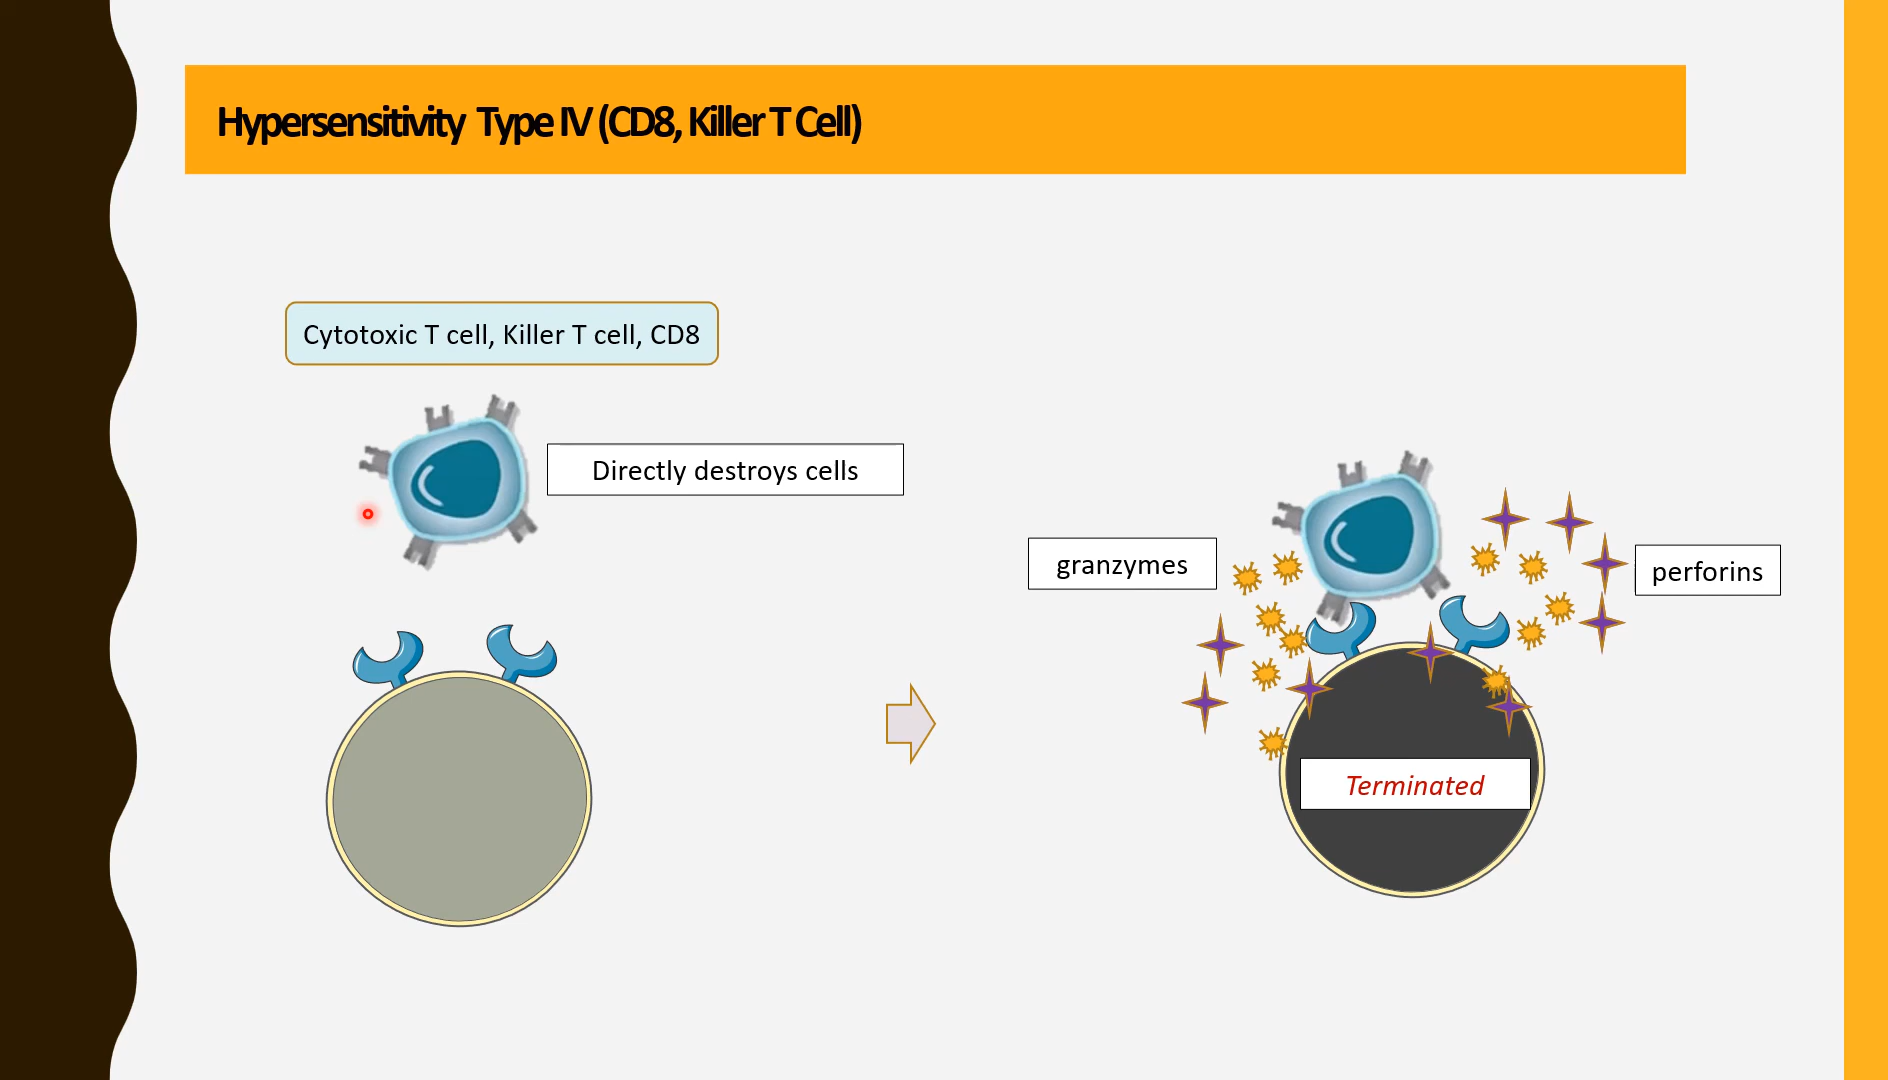 Hypersensitivity Type IV (CD8, Killer T Cell)
Cytotoxic T cell, Killer T cell, CD8
Directly destroys cells
granzymes
perforins
Terminated